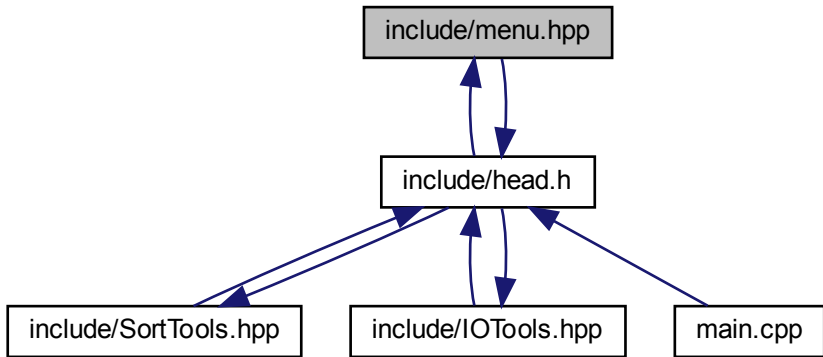 include/menu.hpp
include/head.h
include/SortTools.hpp
include/IOTools.hpp
main.cpp